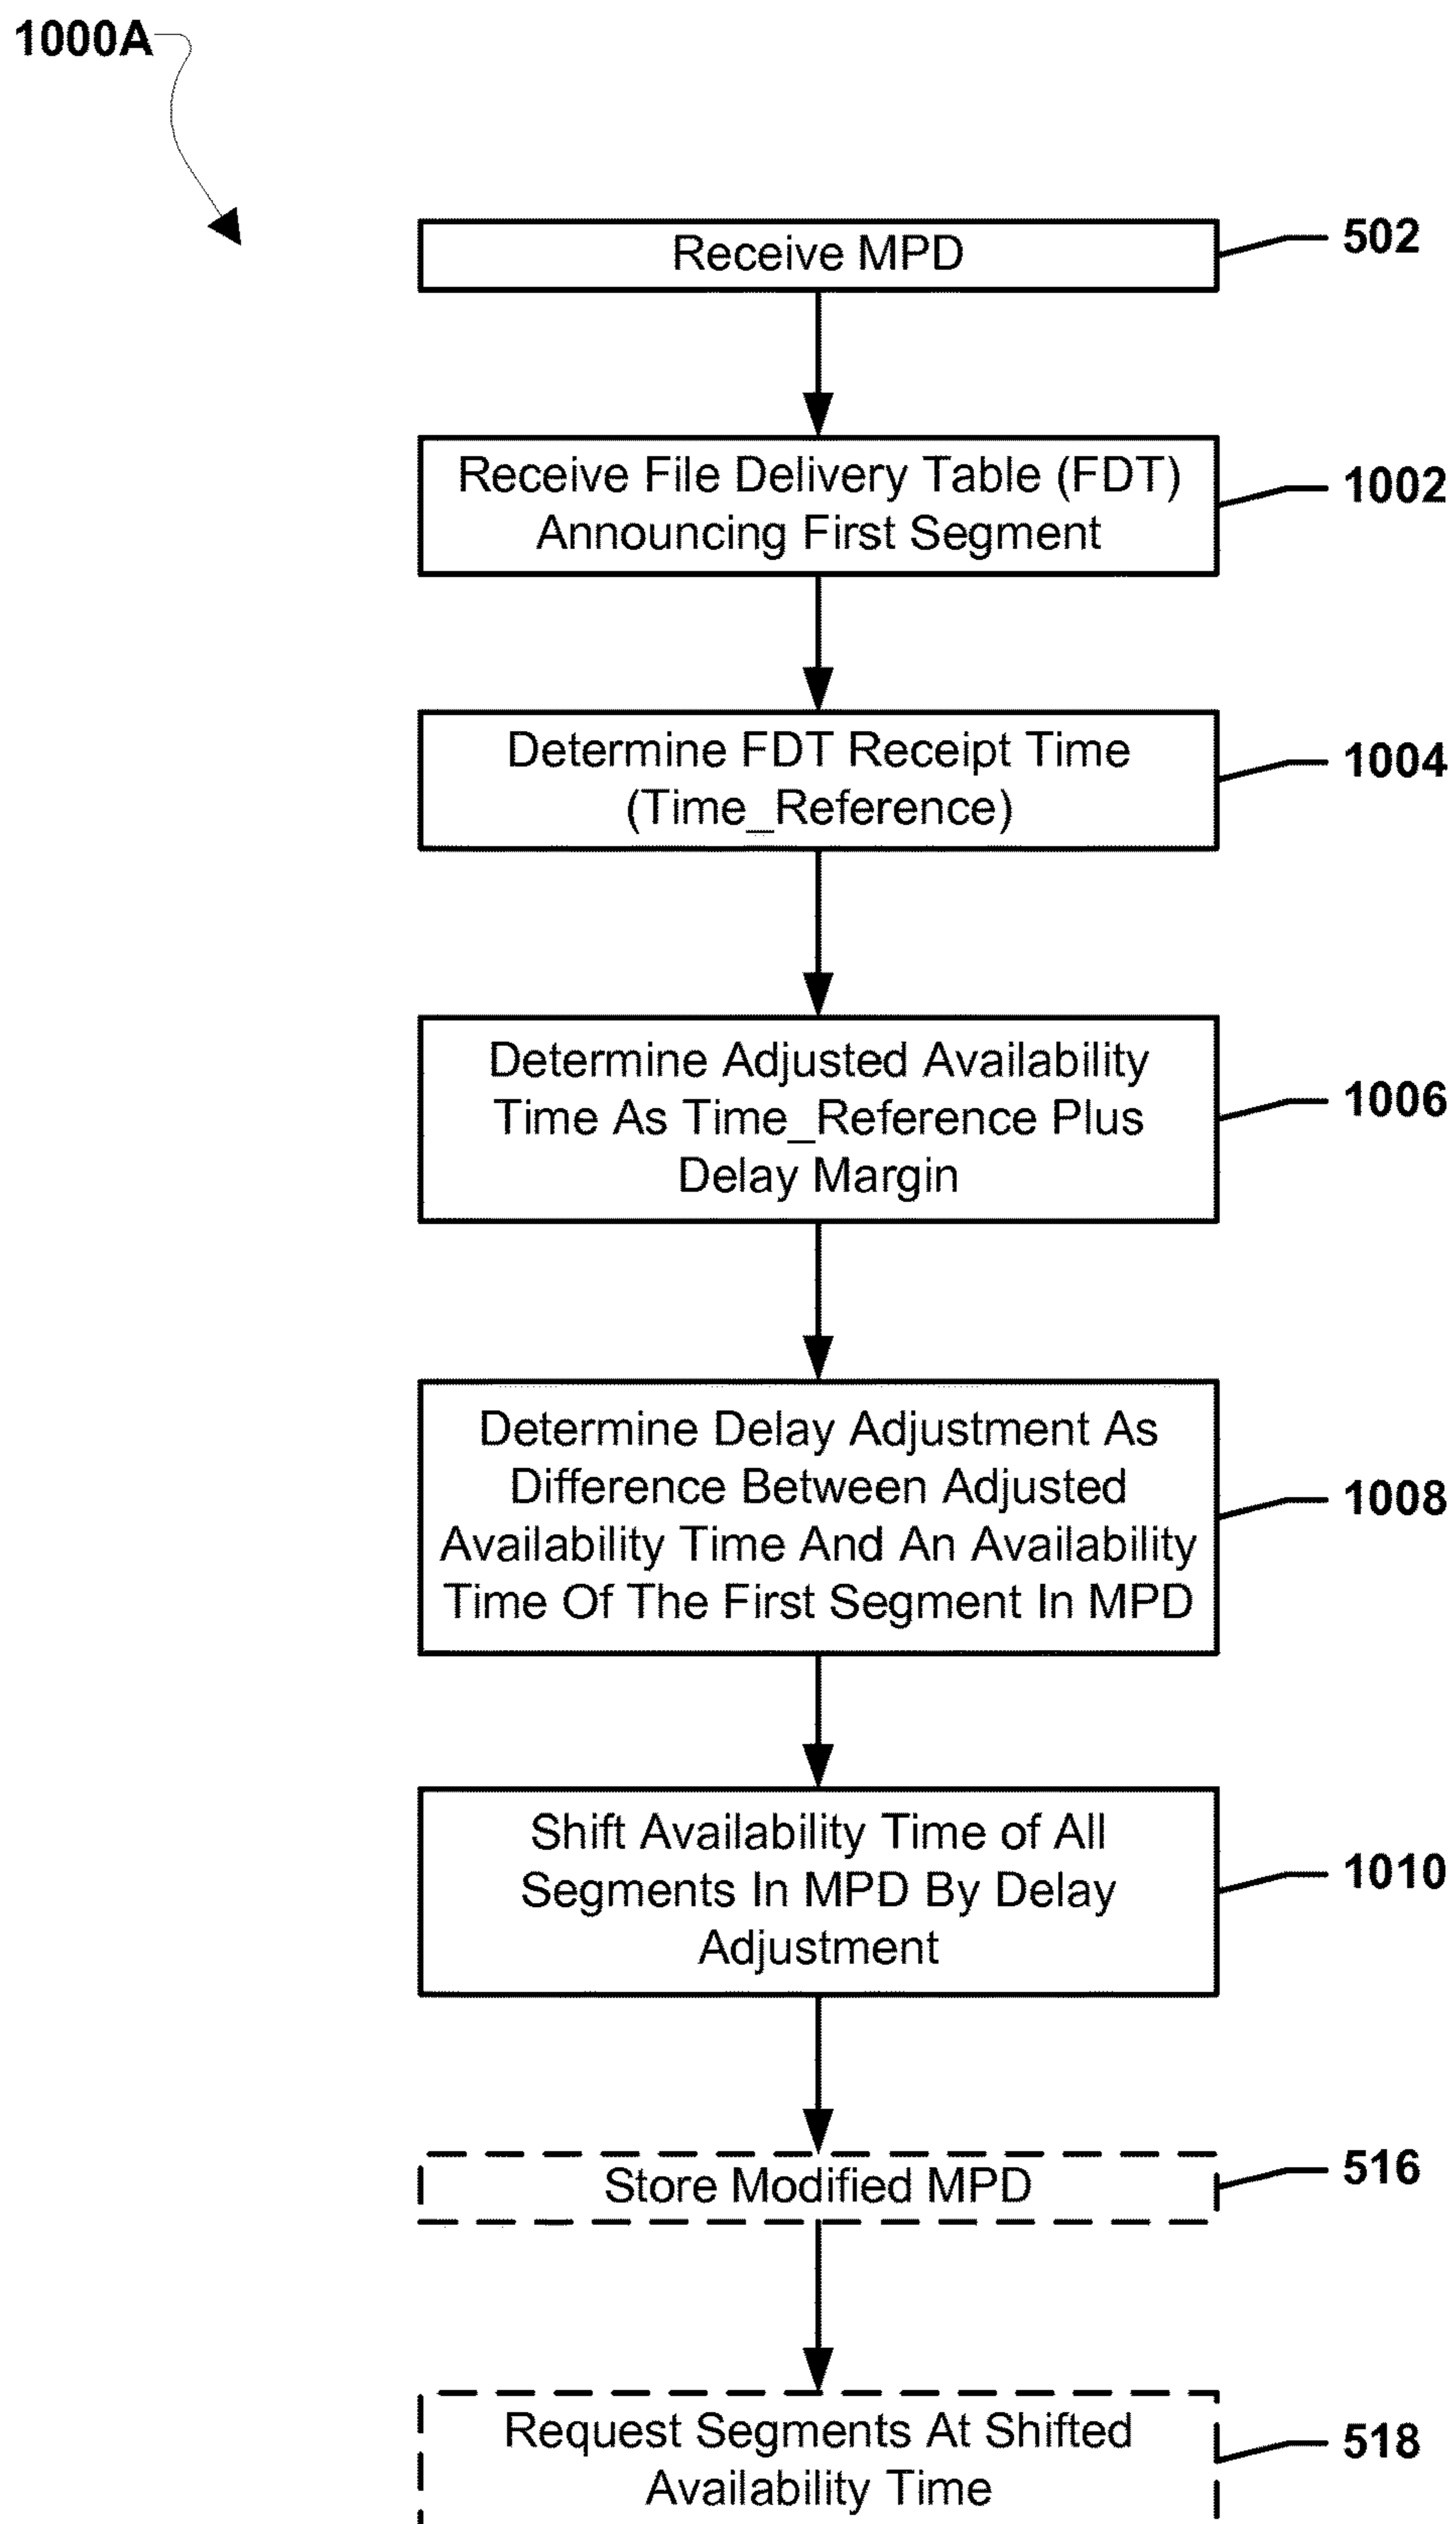 1000A
Receive MPD
502
Receive File Delivery Table (FDT)
Announcing First Segment
1002
Determine FDT Receipt Time
(Time_Reference)
1004
Determine Adjusted Availability
Time As Time_Reference Plus
Delay Margin
1006
Determine Delay Adjustment As
Difference Between Adjusted
Availability Time And An Availability
Time Of The First Segment In MPD
1008
Shift Availability Time of All
Segments In MPD By Delay
Adjustment
1010
Store Modified MPD
516
Request Segments At Shifted
Availability Time
518